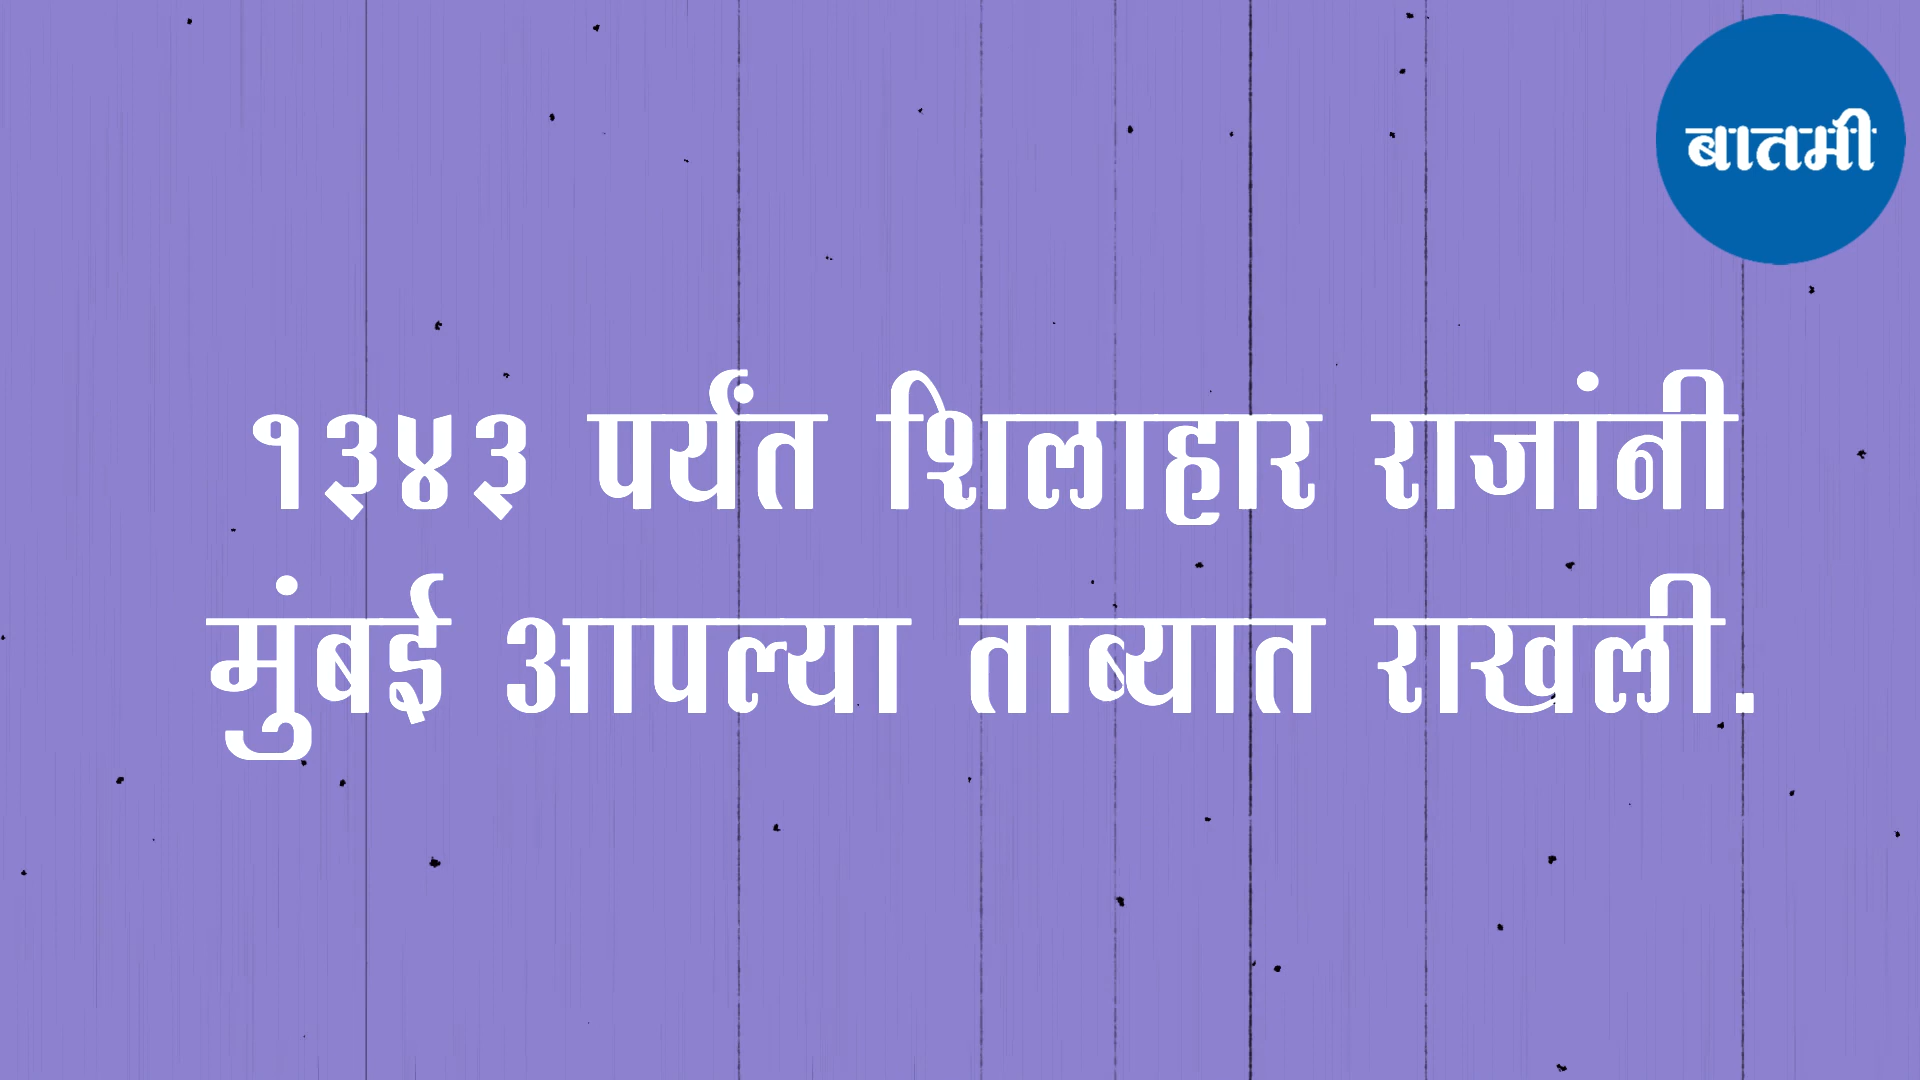 बातमी
१३४३ पर्यंत शिलाहार राजांनी
मुंबई आपल्या ताब्यात राखली.